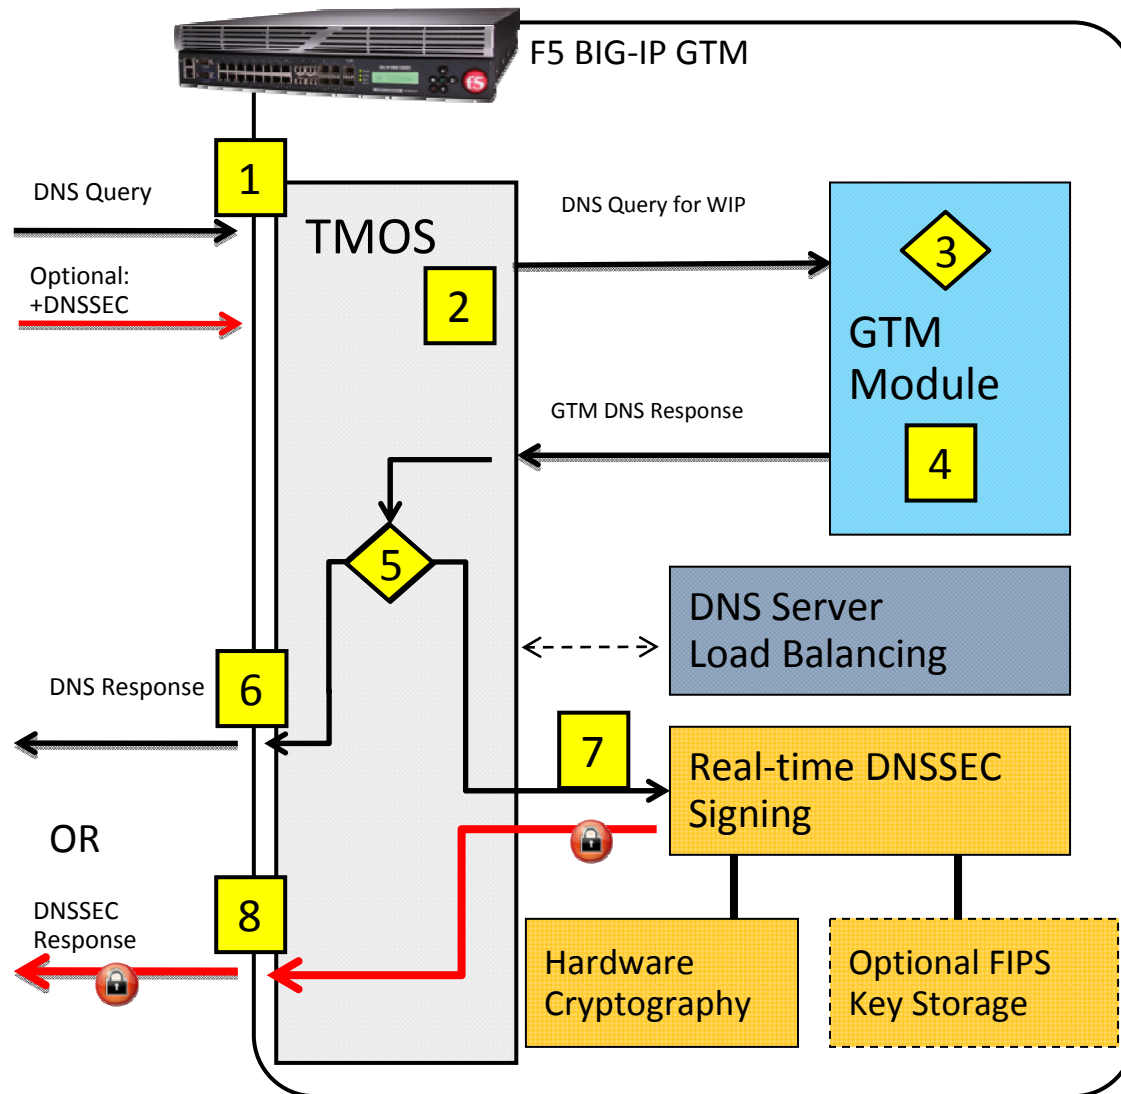 F5 BIG-IP GTM
f5
1
DNS Query
Optional:
+DNSSEC
TMOS
2
DNS Query for WIP
3
GTM
Module
4
GTM DNS Response
5
DNS Server
Load Balancing
6
DNS Response
7
Real-time DNSSEC
Signing
OR
8
DNSSEC
Response
Hardware
Cryptography
Optional FIPS
Key Storage